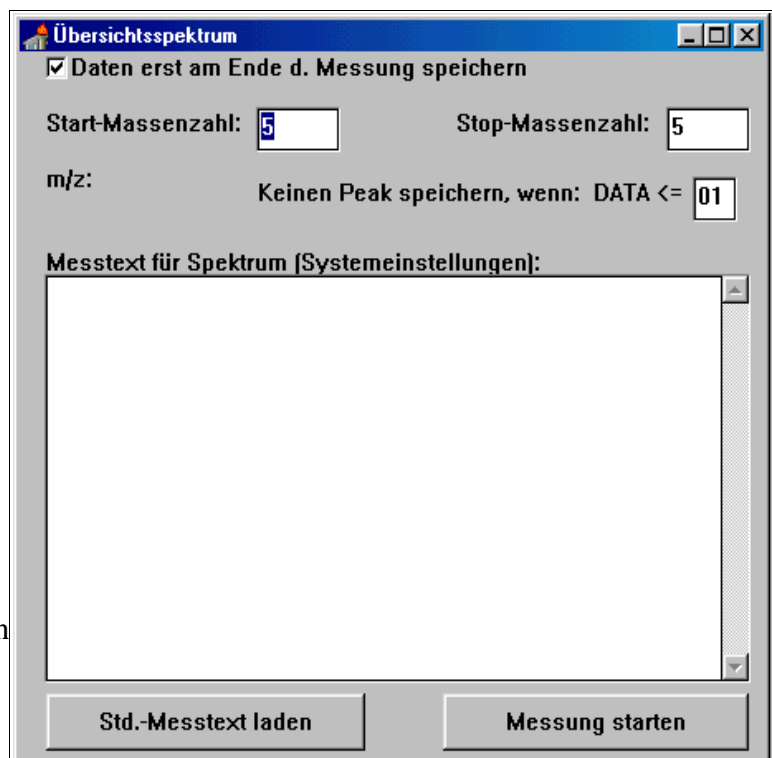 Übersichtsspektrum
Daten erst am Ende d. Messung speichern
Start-Massenzahl: 5 Stop-Massenzahl: 5
m/z:
Keinen Peak speichern, wenn: DATA <= 01
Messtext für Spektrum (Systemeinstellungen):
n
Std.-Messtext laden Messung starten